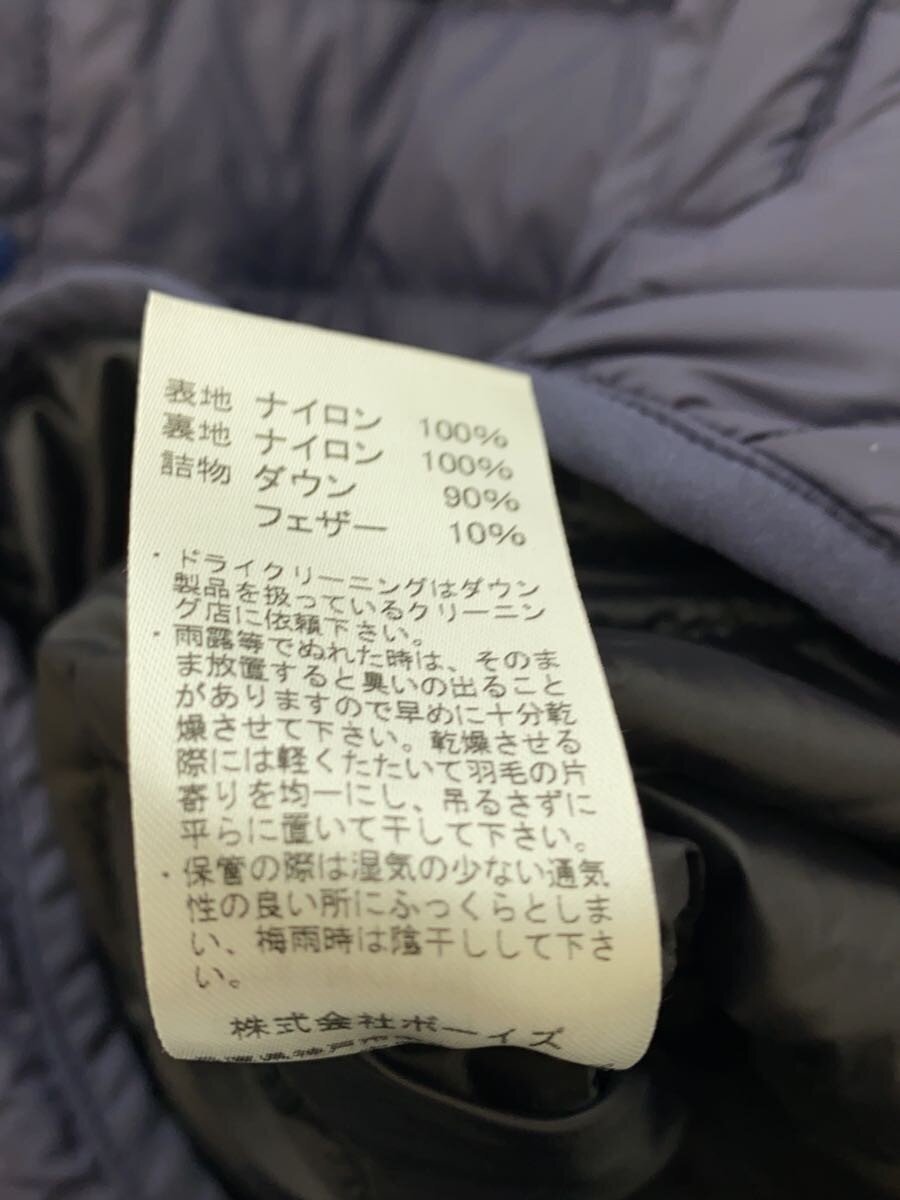 表地 ナイロン 100%
裏地 ナイロン 100%
詰物 ダウン 90%
フェザー 10%
・ドライクリーニングはダウン
製品を扱っているクリーニン
グ店に依頼下さい。
・雨露等でぬれた時は、そのま
ま放置すると臭いの出ること
がありますので早めに十分乾
燥させて下さい。乾燥させる
際には軽くたたいて羽毛の片
寄りを均一にし、吊るさずに
平らに置いて干して下さい。
・保管の際は湿気の少ない通気
性の良い所にふっくらとしま
い、梅雨時は陰干しして下さ
い。
株式会社ボーイズ